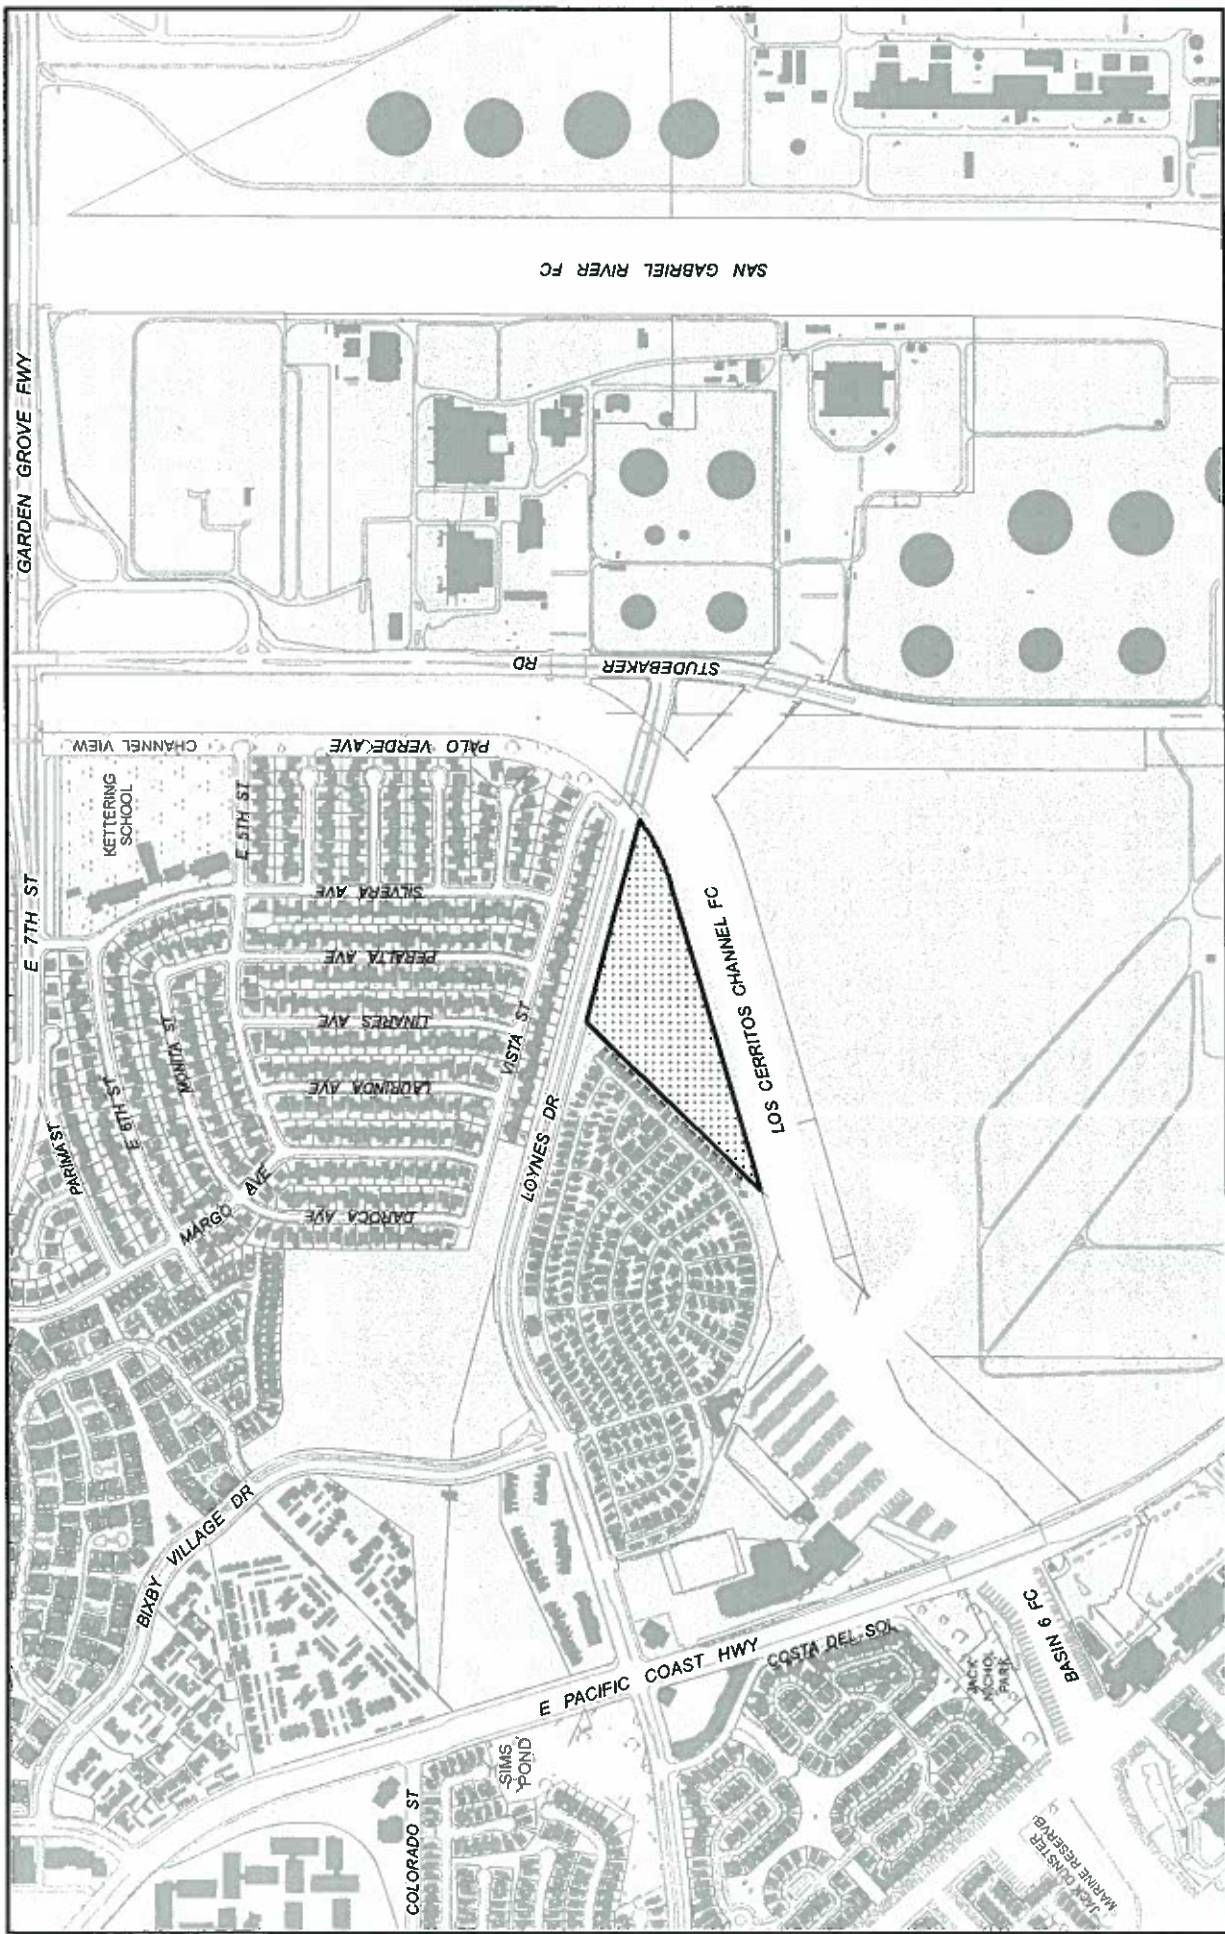 SAN GABRIEL RIVER FC
GARDEN GROVE FWY
STUDEBAKER
RD
CHANNEL VIEW
PALO VERDE AVE
KETTERING
SCHOOL
E 5TH ST
E 7TH ST
SILVERA AVE
PERALTA AVE
LINARES AVE
LAURINDA AVE
DAROCA AVE
VISTA ST
MONITA ST
E 6TH ST
PARIMA ST
MARGO AVE
LOYNES DR
LOS CERRITOS CHANNEL FC
BIXBY VILLAGE DR
E PACIFIC COAST HWY
COSTA DEL SOL
JACK
NICHOL
PARK
BASIN 6 FC
SIMS
POND
COLORADO ST
JACK DUNSTER
MARINE RESERVE